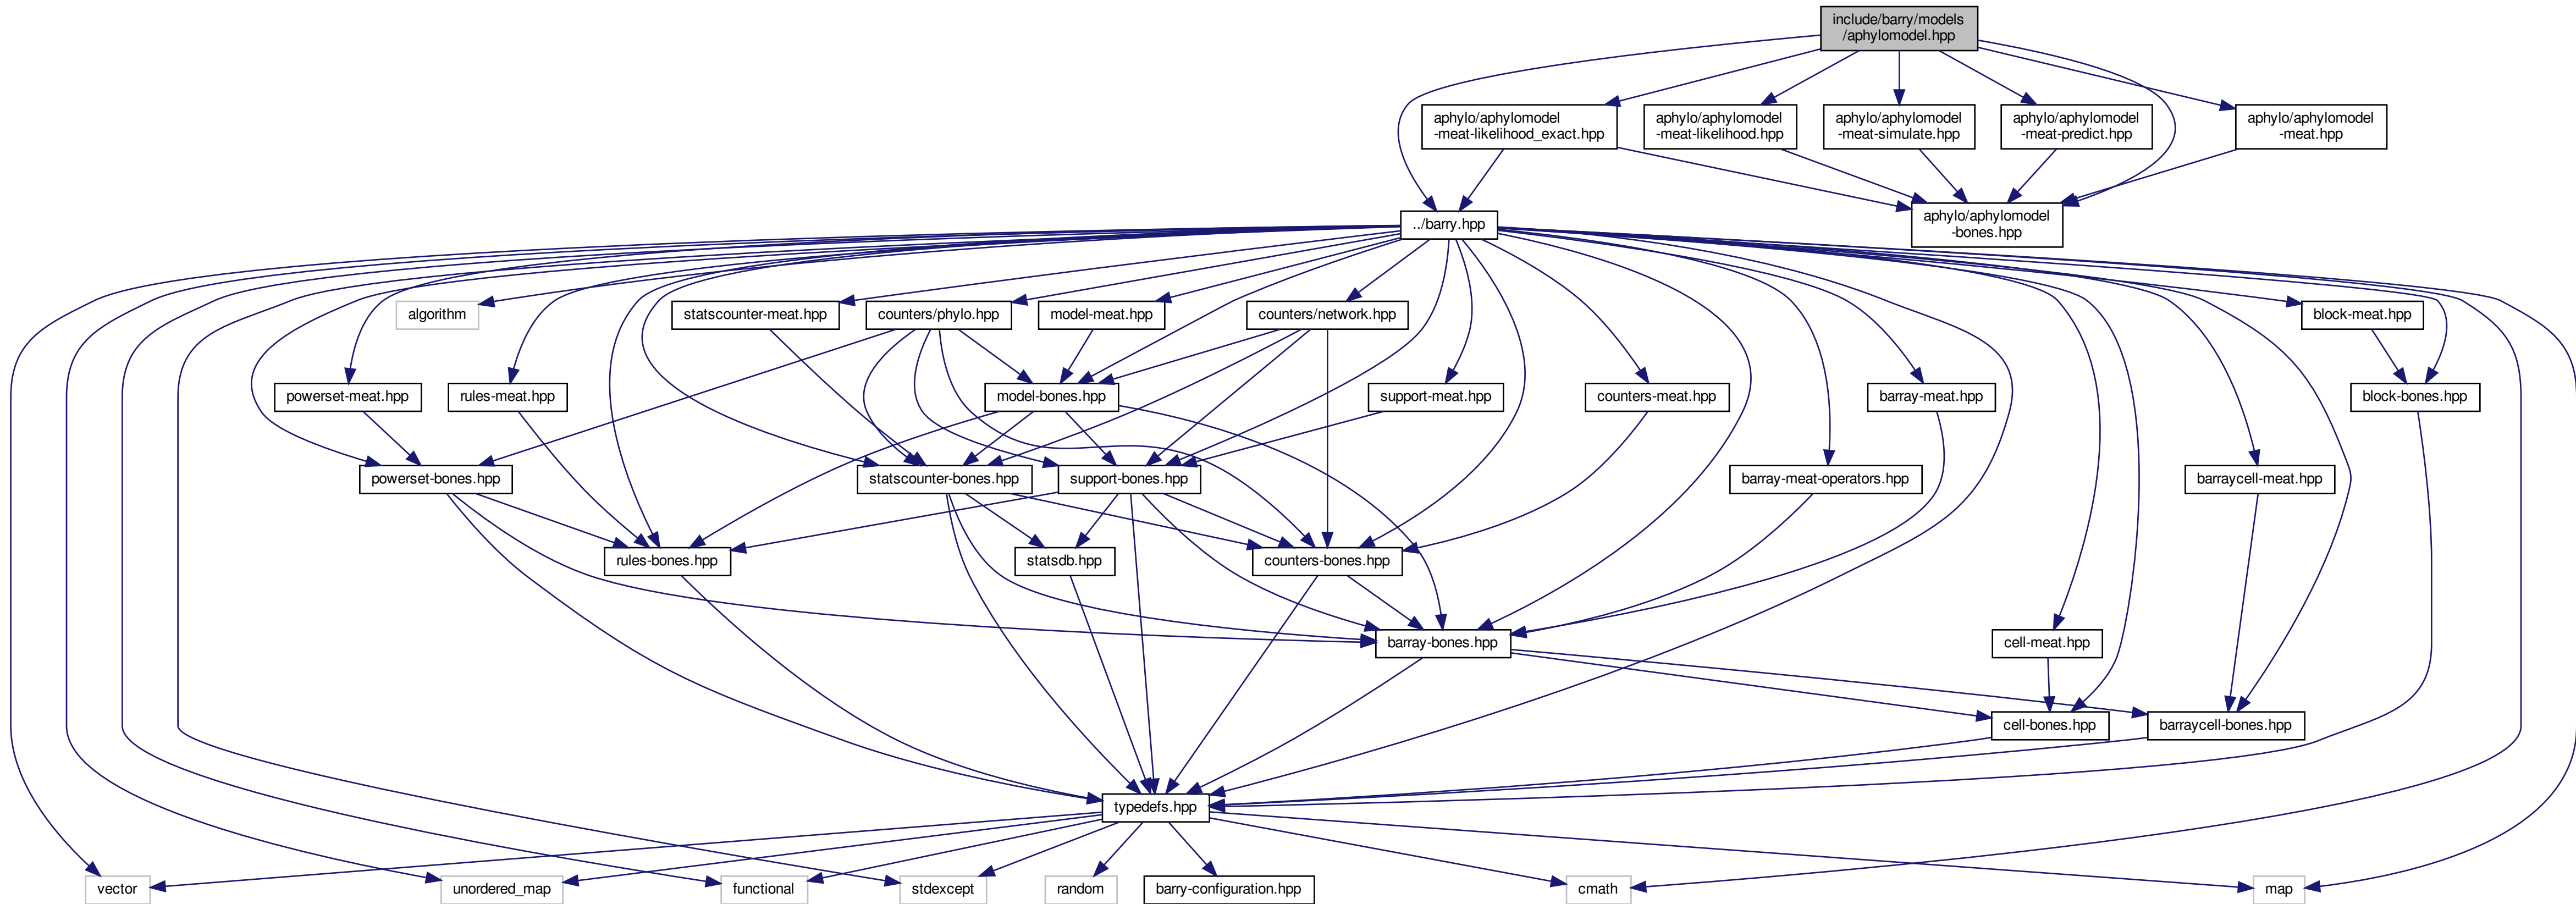 include/barry/models
/aphylomodel.hpp
aphylo/aphylomodel
-meat-likelihood_exact.hpp
aphylo/aphylomodel
-meat-likelihood.hpp
aphylo/aphylomodel
-meat-simulate.hpp
aphylo/aphylomodel
-meat-predict.hpp
aphylo/aphylomodel
-meat.hpp
../barry.hpp
aphylo/aphylomodel
-bones.hpp
algorithm
statscounter-meat.hpp
counters/phylo.hpp
model-meat.hpp
counters/network.hpp
block-meat.hpp
powerset-meat.hpp
rules-meat.hpp
model-bones.hpp
support-meat.hpp
counters-meat.hpp
barray-meat.hpp
block-bones.hpp
powerset-bones.hpp
statscounter-bones.hpp
support-bones.hpp
barray-meat-operators.hpp
barraycell-meat.hpp
rules-bones.hpp
statsdb.hpp
counters-bones.hpp
barray-bones.hpp
cell-meat.hpp
cell-bones.hpp
barraycell-bones.hpp
typedefs.hpp
vector
unordered_map
functional
stdexcept
random
barry-configuration.hpp
cmath
map